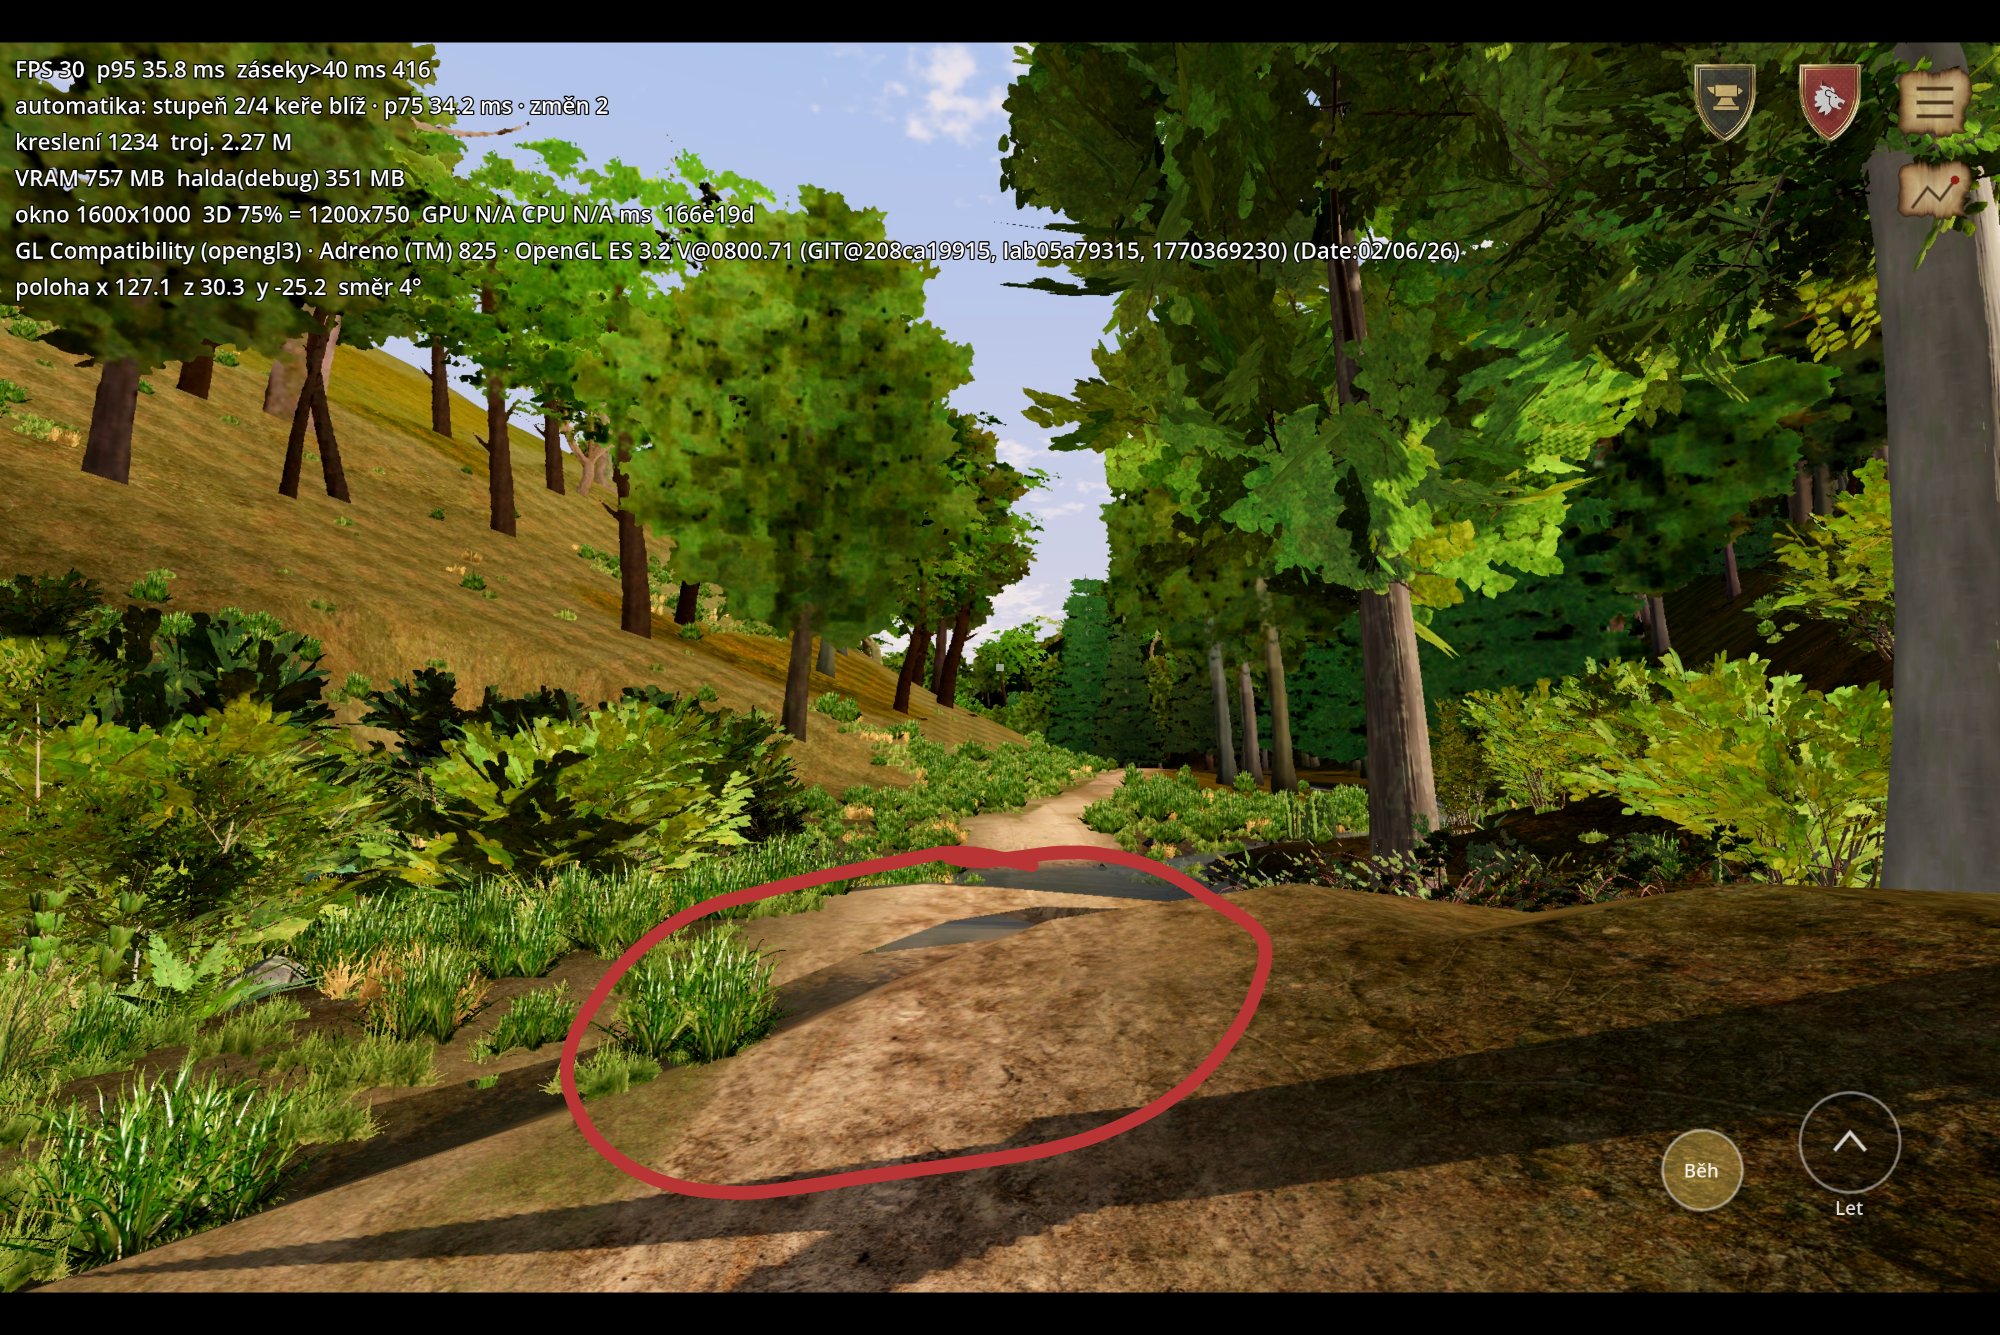 FPS 30  p95 35.8 ms  záseky>40 ms 416
automatika: stupeň 2/4 keře blíž · p75 34.2 ms · změn 2
kreslení 1234  troj. 2.27 M
VRAM 757 MB  halda(debug) 351 MB
okno 1600x1000  3D 75% = 1200x750  GPU N/A CPU N/A ms  166e19d
GL Compatibility (opengl3) · Adreno (TM) 825 · OpenGL ES 3.2 V@0800.71 (GIT@208ca19915, lab05a79315, 1770369230) (Date:02/06/26)
poloha x 127.1  z 30.3  y -25.2  směr 4°
Běh
Let